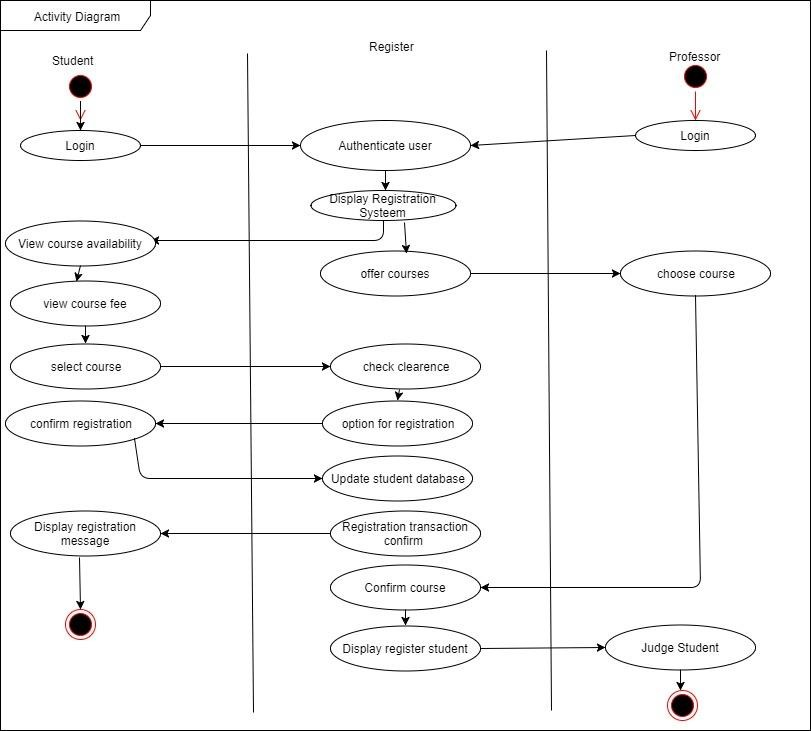 Activity Diagram
Student
Register
Professor
Login
Authenticate user
Login
Display Registration
Systeem
View course availability
offer courses
choose course
view course fee
select course
check clearence
confirm registration
option for registration
Update student database
Display registration
message
Registration transaction
confirm
Confirm course
Display register student
Judge Student